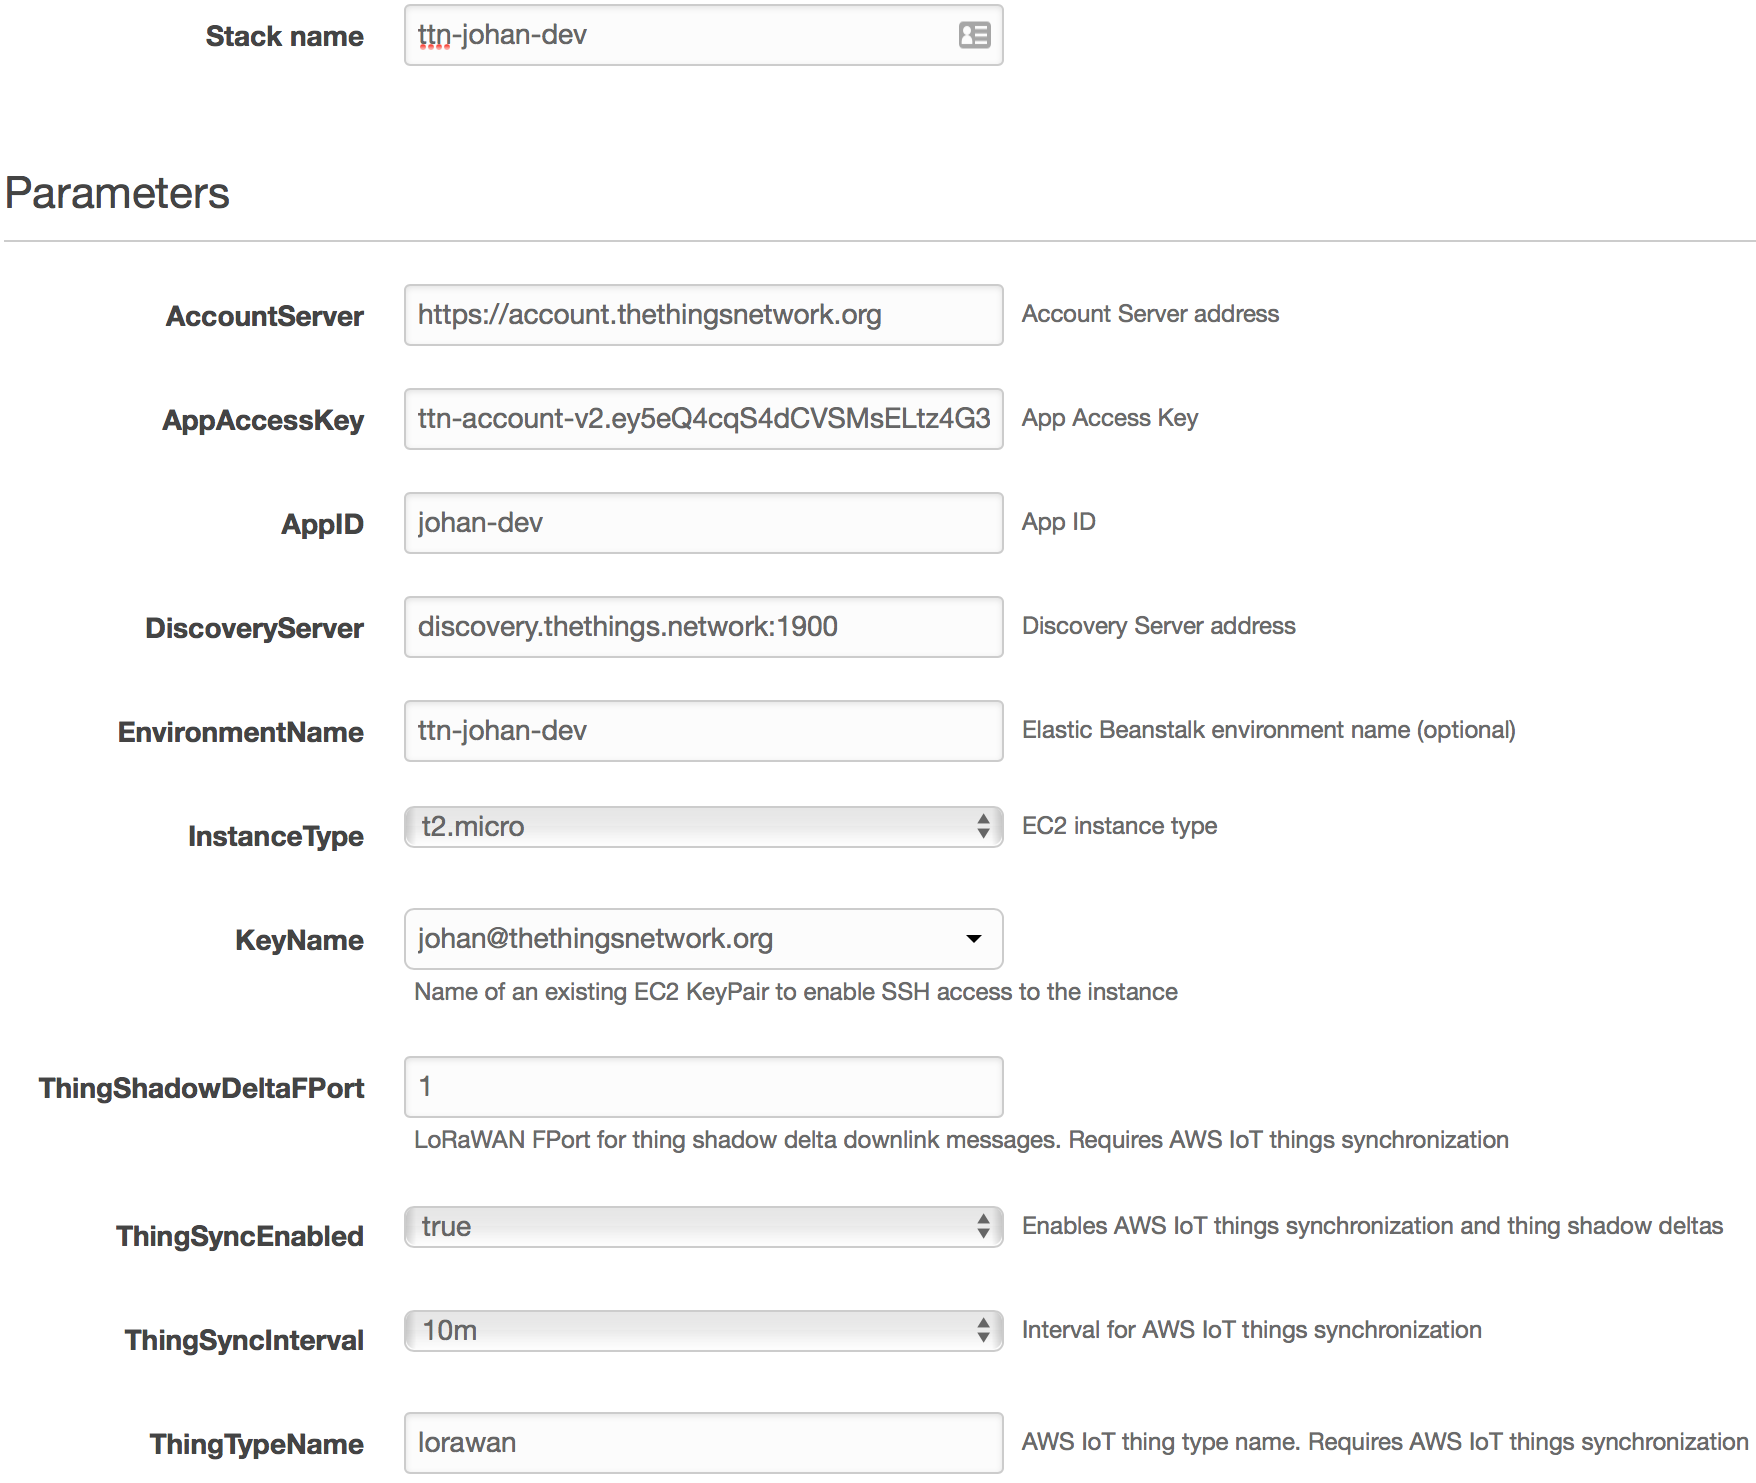 Stack name ttn-johan-dev
Parameters
AccountServer https://account.thethingsnetwork.org Account Server address
AppAccessKey ttn-account-v2.ey5eQ4cqS4dCVSMsELtz4G3 App Access Key
AppID johan-dev App ID
DiscoveryServer discovery.thethings.network:1900 Discovery Server address
EnvironmentName ttn-johan-dev Elastic Beanstalk environment name (optional)
InstanceType t2.micro EC2 instance type
KeyName johan@thethingsnetwork.org
Name of an existing EC2 KeyPair to enable SSH access to the instance
ThingShadowDeltaFPort 1
LoRaWAN FPort for thing shadow delta downlink messages. Requires AWS IoT things synchronization
ThingSyncEnabled true Enables AWS IoT things synchronization and thing shadow deltas
ThingSyncInterval 10m Interval for AWS IoT things synchronization
ThingTypeName lorawan AWS IoT thing type name. Requires AWS IoT things synchronization